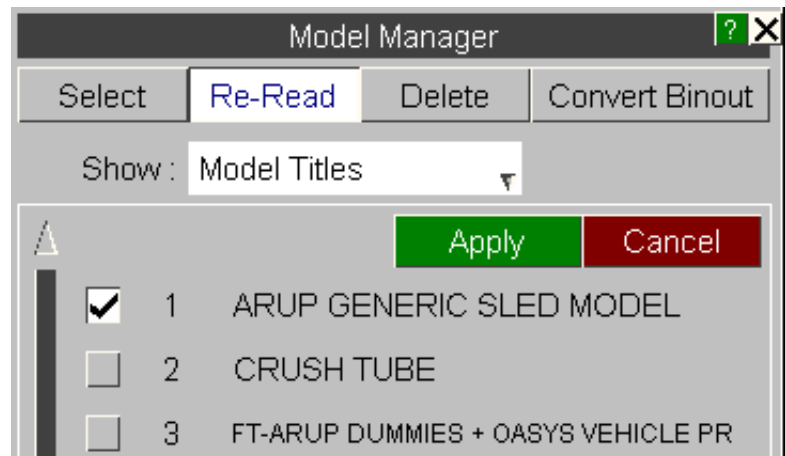 Model Manager ?
Select Re-Read Delete Convert Binout
Show : Model Titles
Apply Cancel
1 ARUP GENERIC SLED MODEL
2 CRUSH TUBE
3 FT-ARUP DUMMIES + OASYS VEHICLE PR